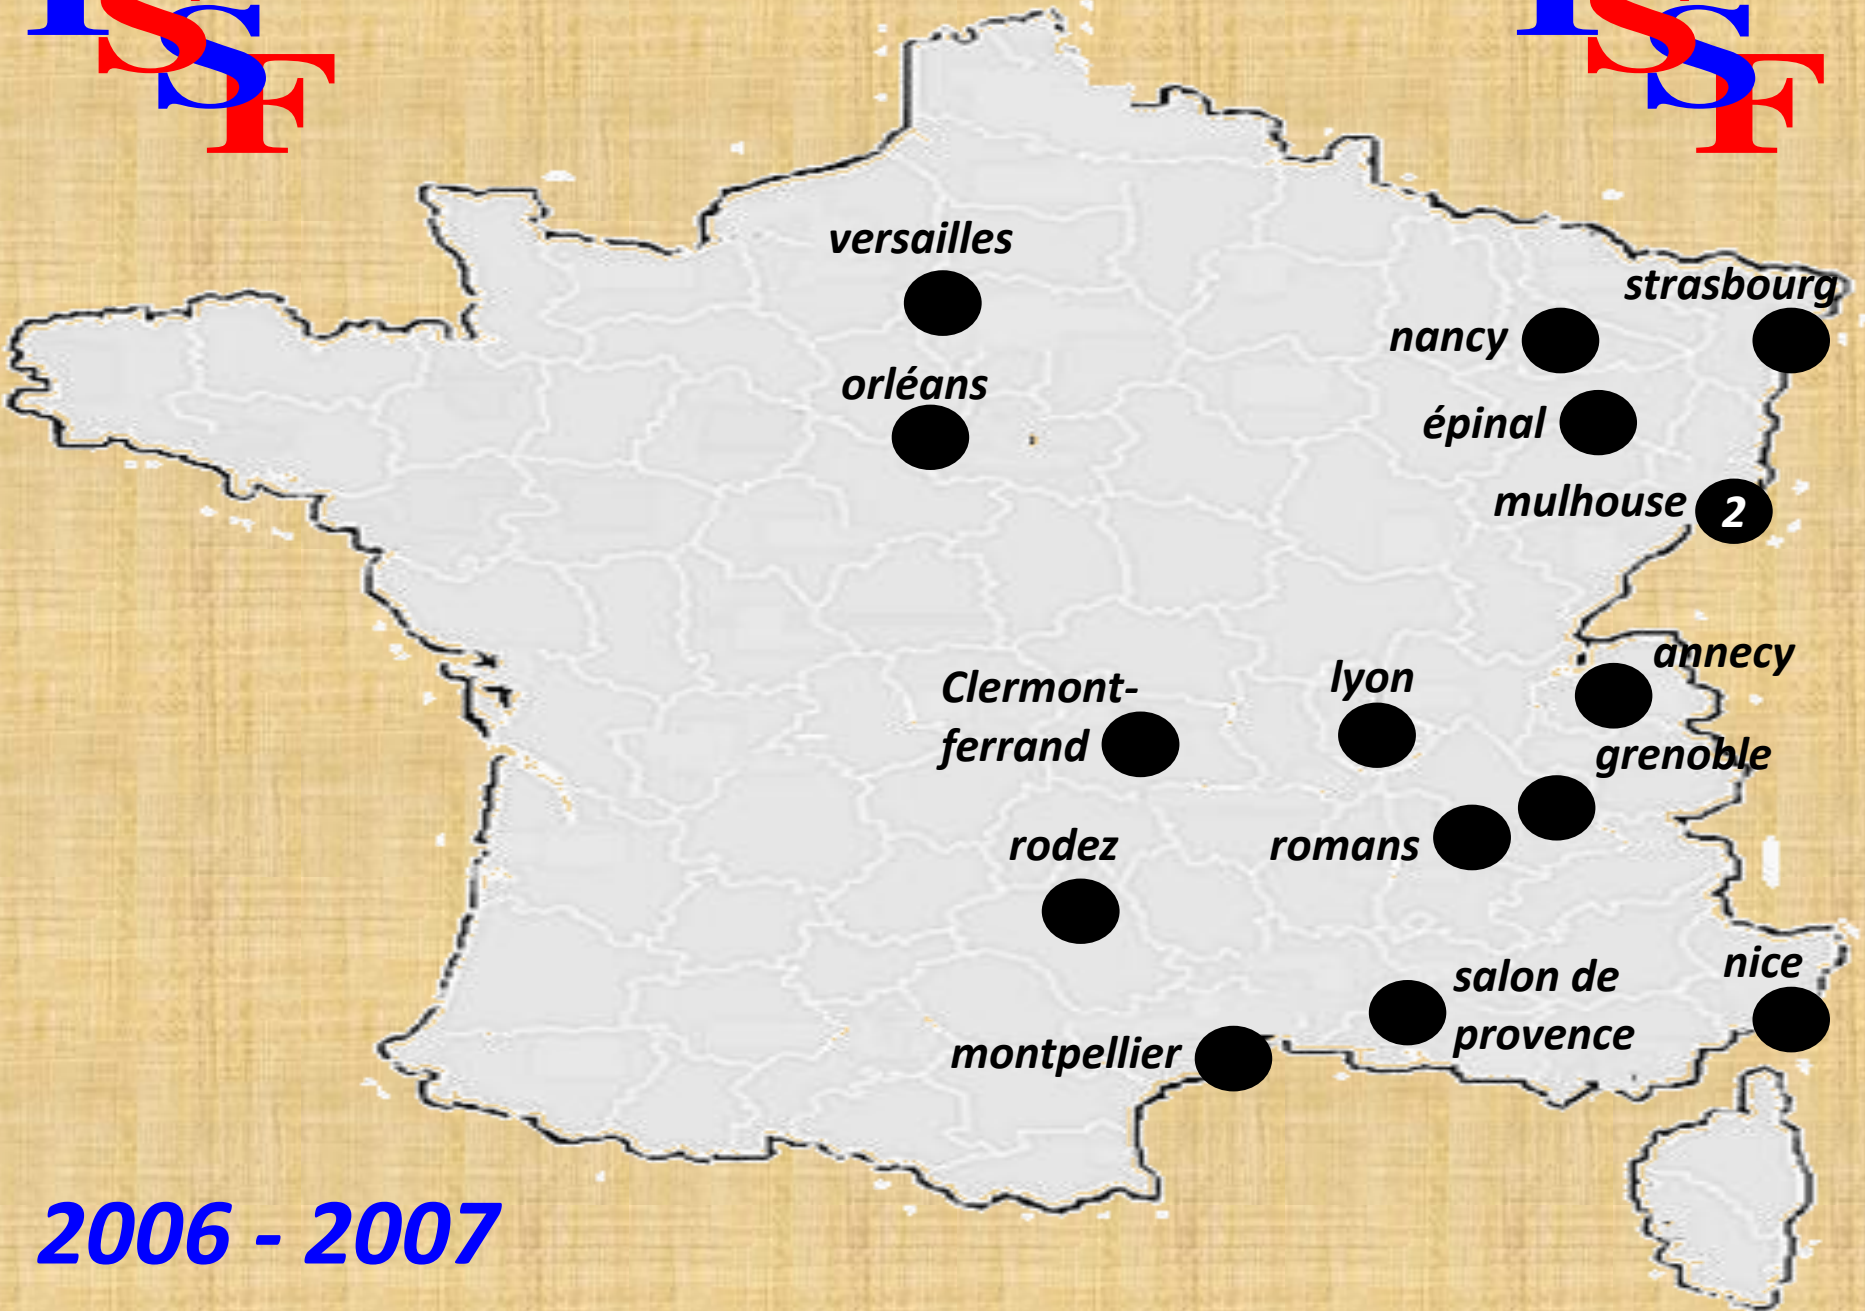 ISSF
ISSF
versailles
strasbourg
nancy
orléans
épinal
mulhouse 2
annecy
Clermont-
ferrand
lyon
grenoble
rodez
romans
salon de
provence
nice
montpellier
2006 - 2007